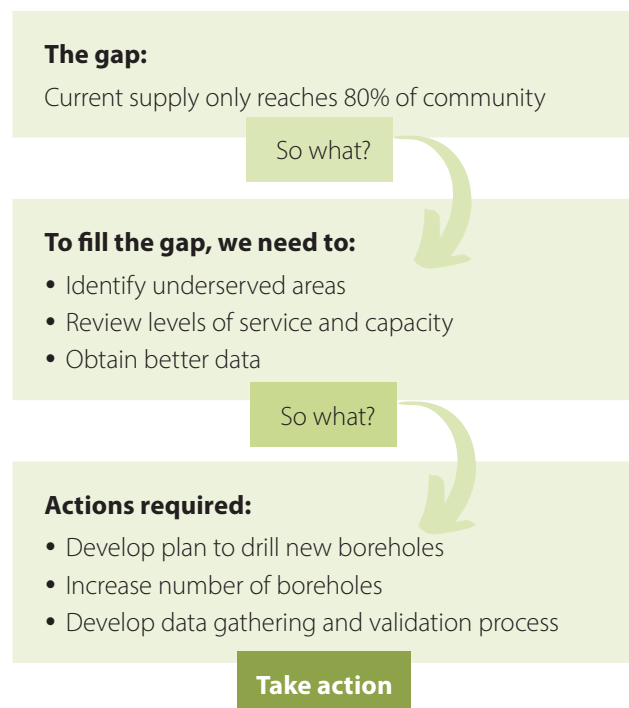 The gap:
Current supply only reaches 80% of community
So what?
To fill the gap, we need to:
• Identify underserved areas
• Review levels of service and capacity
• Obtain better data
So what?
Actions required:
• Develop plan to drill new boreholes
• Increase number of boreholes
• Develop data gathering and validation process
Take action